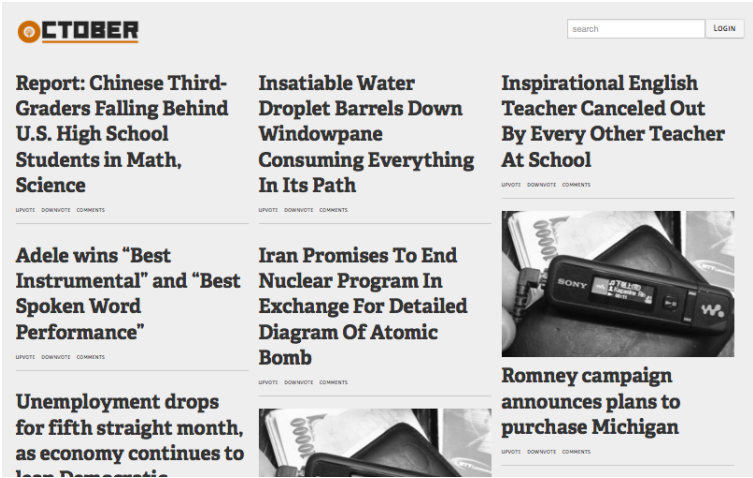 OCTOBER
search
LOGIN
Report: Chinese Third-
Graders Falling Behind
U.S. High School
Students in Math,
Science
UPVOTE DOWNVOTE COMMENTS
Adele wins “Best
Instrumental” and “Best
Spoken Word
Performance”
UPVOTE DOWNVOTE COMMENTS
Unemployment drops
for fifth straight month,
as economy continues to
Insatiable Water
Droplet Barrels Down
Windowpane
Consuming Everything
In Its Path
UPVOTE DOWNVOTE COMMENTS
Iran Promises To End
Nuclear Program In
Exchange For Detailed
Diagram Of Atomic
Bomb
UPVOTE DOWNVOTE COMMENTS
Inspirational English
Teacher Canceled Out
By Every Other Teacher
At School
UPVOTE DOWNVOTE COMMENTS
SONY
Romney campaign
announces plans to
purchase Michigan
UPVOTE DOWNVOTE COMMENTS